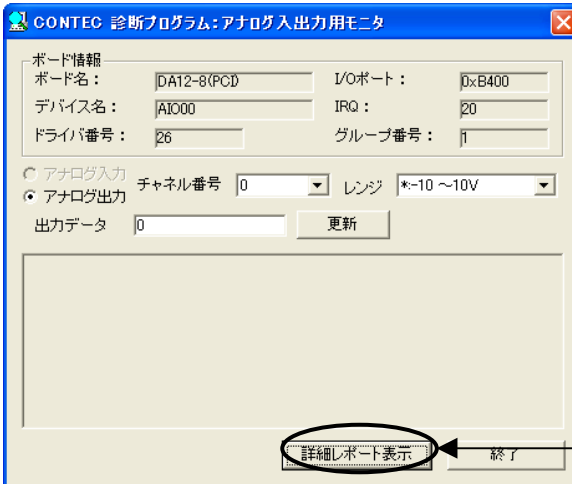 CONTEC 診断プログラム:アナログ入出力用モニタ
ボード情報
ボード名: DA12-8(PCI) I/Oポート: 0xB400
デバイス名: AIO00 IRQ: 20
ドライバ番号: 26 グループ番号: 1
アナログ入力
アナログ出力 チャネル番号 0 レンジ *:-10 ~10V
出力データ 0 更新
詳細レポート表示 終了